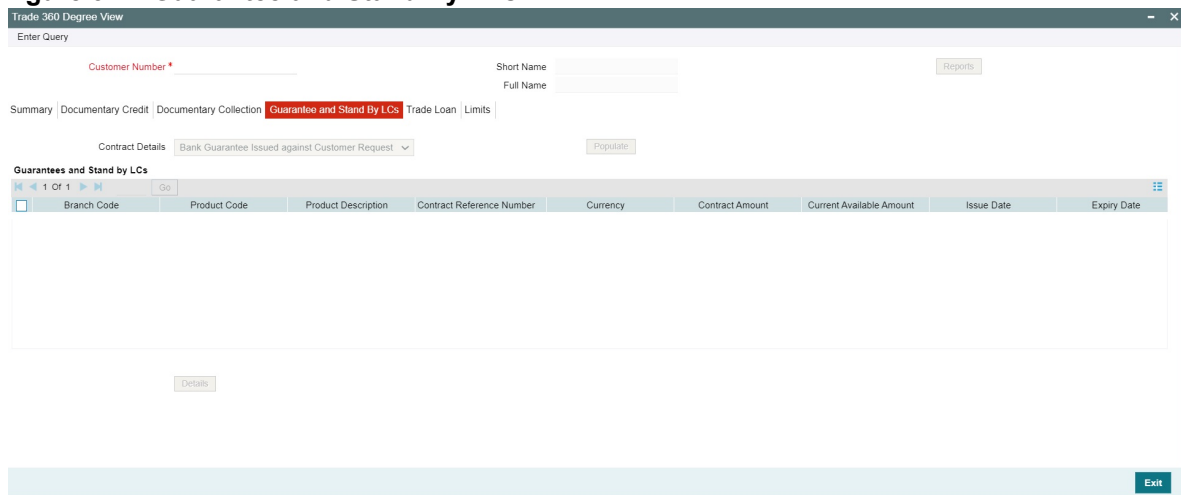 Trade 360 Degree View
Enter Query
Customer Number * Short Name Reports
Full Name
Summary Documentary Credit Documentary Collection Guarantee and Stand By LCs Trade Loan Limits
Contract Details Bank Guarantee Issued against Customer Request Populate
Guarantees and Stand by LCs
1 Of 1 Go
Branch Code Product Code Product Description Contract Reference Number Currency Contract Amount Current Available Amount Issue Date Expiry Date
Details
Exit